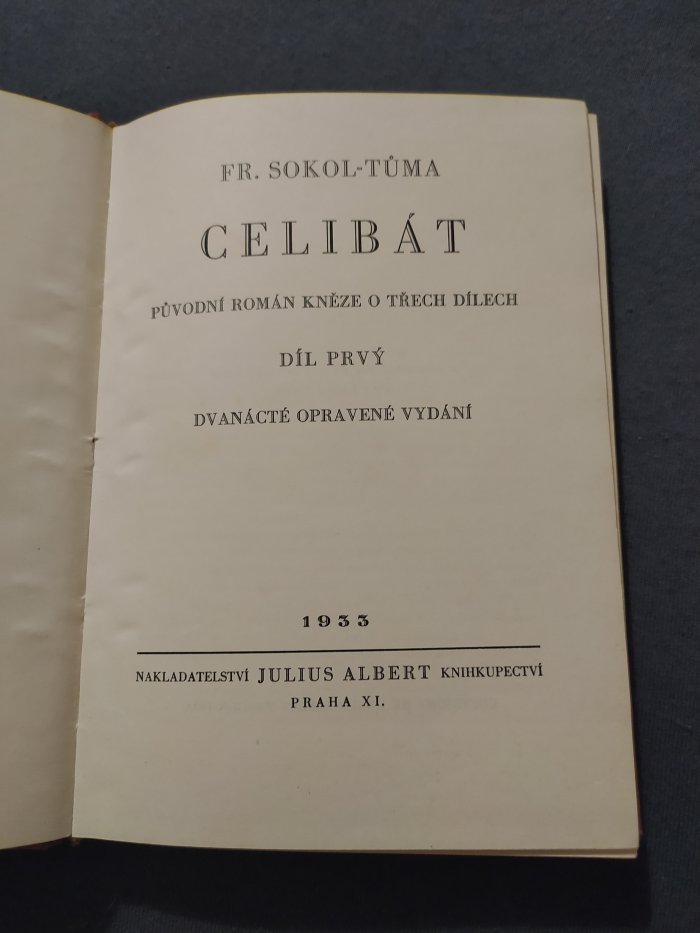 FR. SOKOL-TŮMA
CELIBÁT
PŮVODNÍ ROMÁN KNĚZE O TŘECH DÍLECH
DÍL PRVÝ
DVANÁCTÉ OPRAVENÉ VYDÁNÍ
1933
NAKLADATELSTVÍ JULIUS ALBERT KNIHKUPECTVÍ
PRAHA XI.